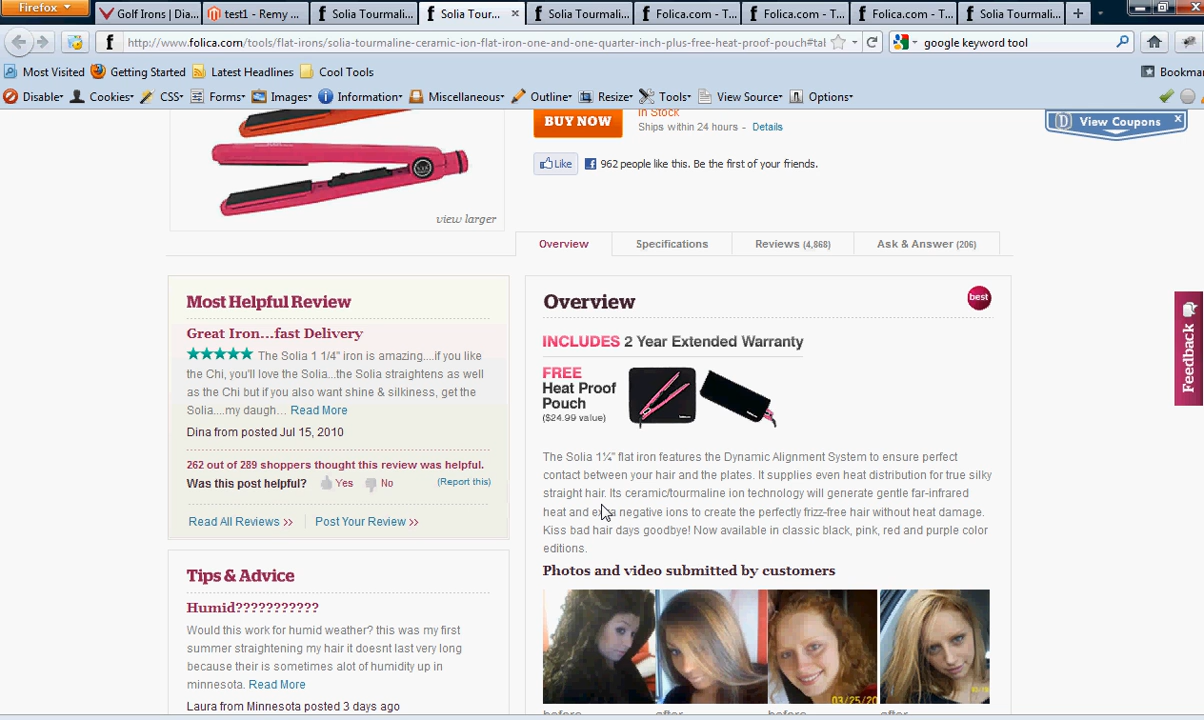 Firefox
Golf Irons | Dia...
test1 - Remy ...
Solia Tourmali...
Solia Tour...
Solia Tourmali...
Folica.com - T...
Folica.com - T...
Folica.com - T...
Solia Tourmali...
http://www.folica.com/tools/flat-irons/solia-tourmaline-ceramic-ion-flat-iron-one-and-one-quarter-inch-plus-free-heat-proof-pouch#tal
google keyword tool
Most Visited Getting Started Latest Headlines Cool Tools
Bookma
Disable Cookies CSS Forms Images Information Miscellaneous Outline Resize Tools View Source Options
BUY NOW
In Stock
Ships within 24 hours - Details
View Coupons
Like
962 people like this. Be the first of your friends.
view larger
Overview
Specifications
Reviews (4,868)
Ask & Answer (206)
Most Helpful Review
Great Iron...fast Delivery
The Solia 1 1/4" iron is amazing....if you like
the Chi, you'll love the Solia...the Solia straightens as well
as the Chi but if you also want shine & silkiness, get the
Solia....my daugh... Read More
Dina from posted Jul 15, 2010
262 out of 289 shoppers thought this review was helpful.
Was this post helpful? Yes No (Report this)
Read All Reviews >> Post Your Review >>
Tips & Advice
Humid???????????
Would this work for humid weather? this was my first
summer straightening my hair it doesnt last very long
because their is sometimes alot of humidity up in
minnesota. Read More
Laura from Minnesota posted 3 days ago
Overview
best
INCLUDES 2 Year Extended Warranty
FREE
Heat Proof
Pouch
($24.99 value)
The Solia 1¼" flat iron features the Dynamic Alignment System to ensure perfect
contact between your hair and the plates. It supplies even heat distribution for true silky
straight hair. Its ceramic/tourmaline ion technology will generate gentle far-infrared
heat and extra negative ions to create the perfectly frizz-free hair without heat damage.
Kiss bad hair days goodbye! Now available in classic black, pink, red and purple color
editions.
Photos and video submitted by customers
before after before after
Feedback